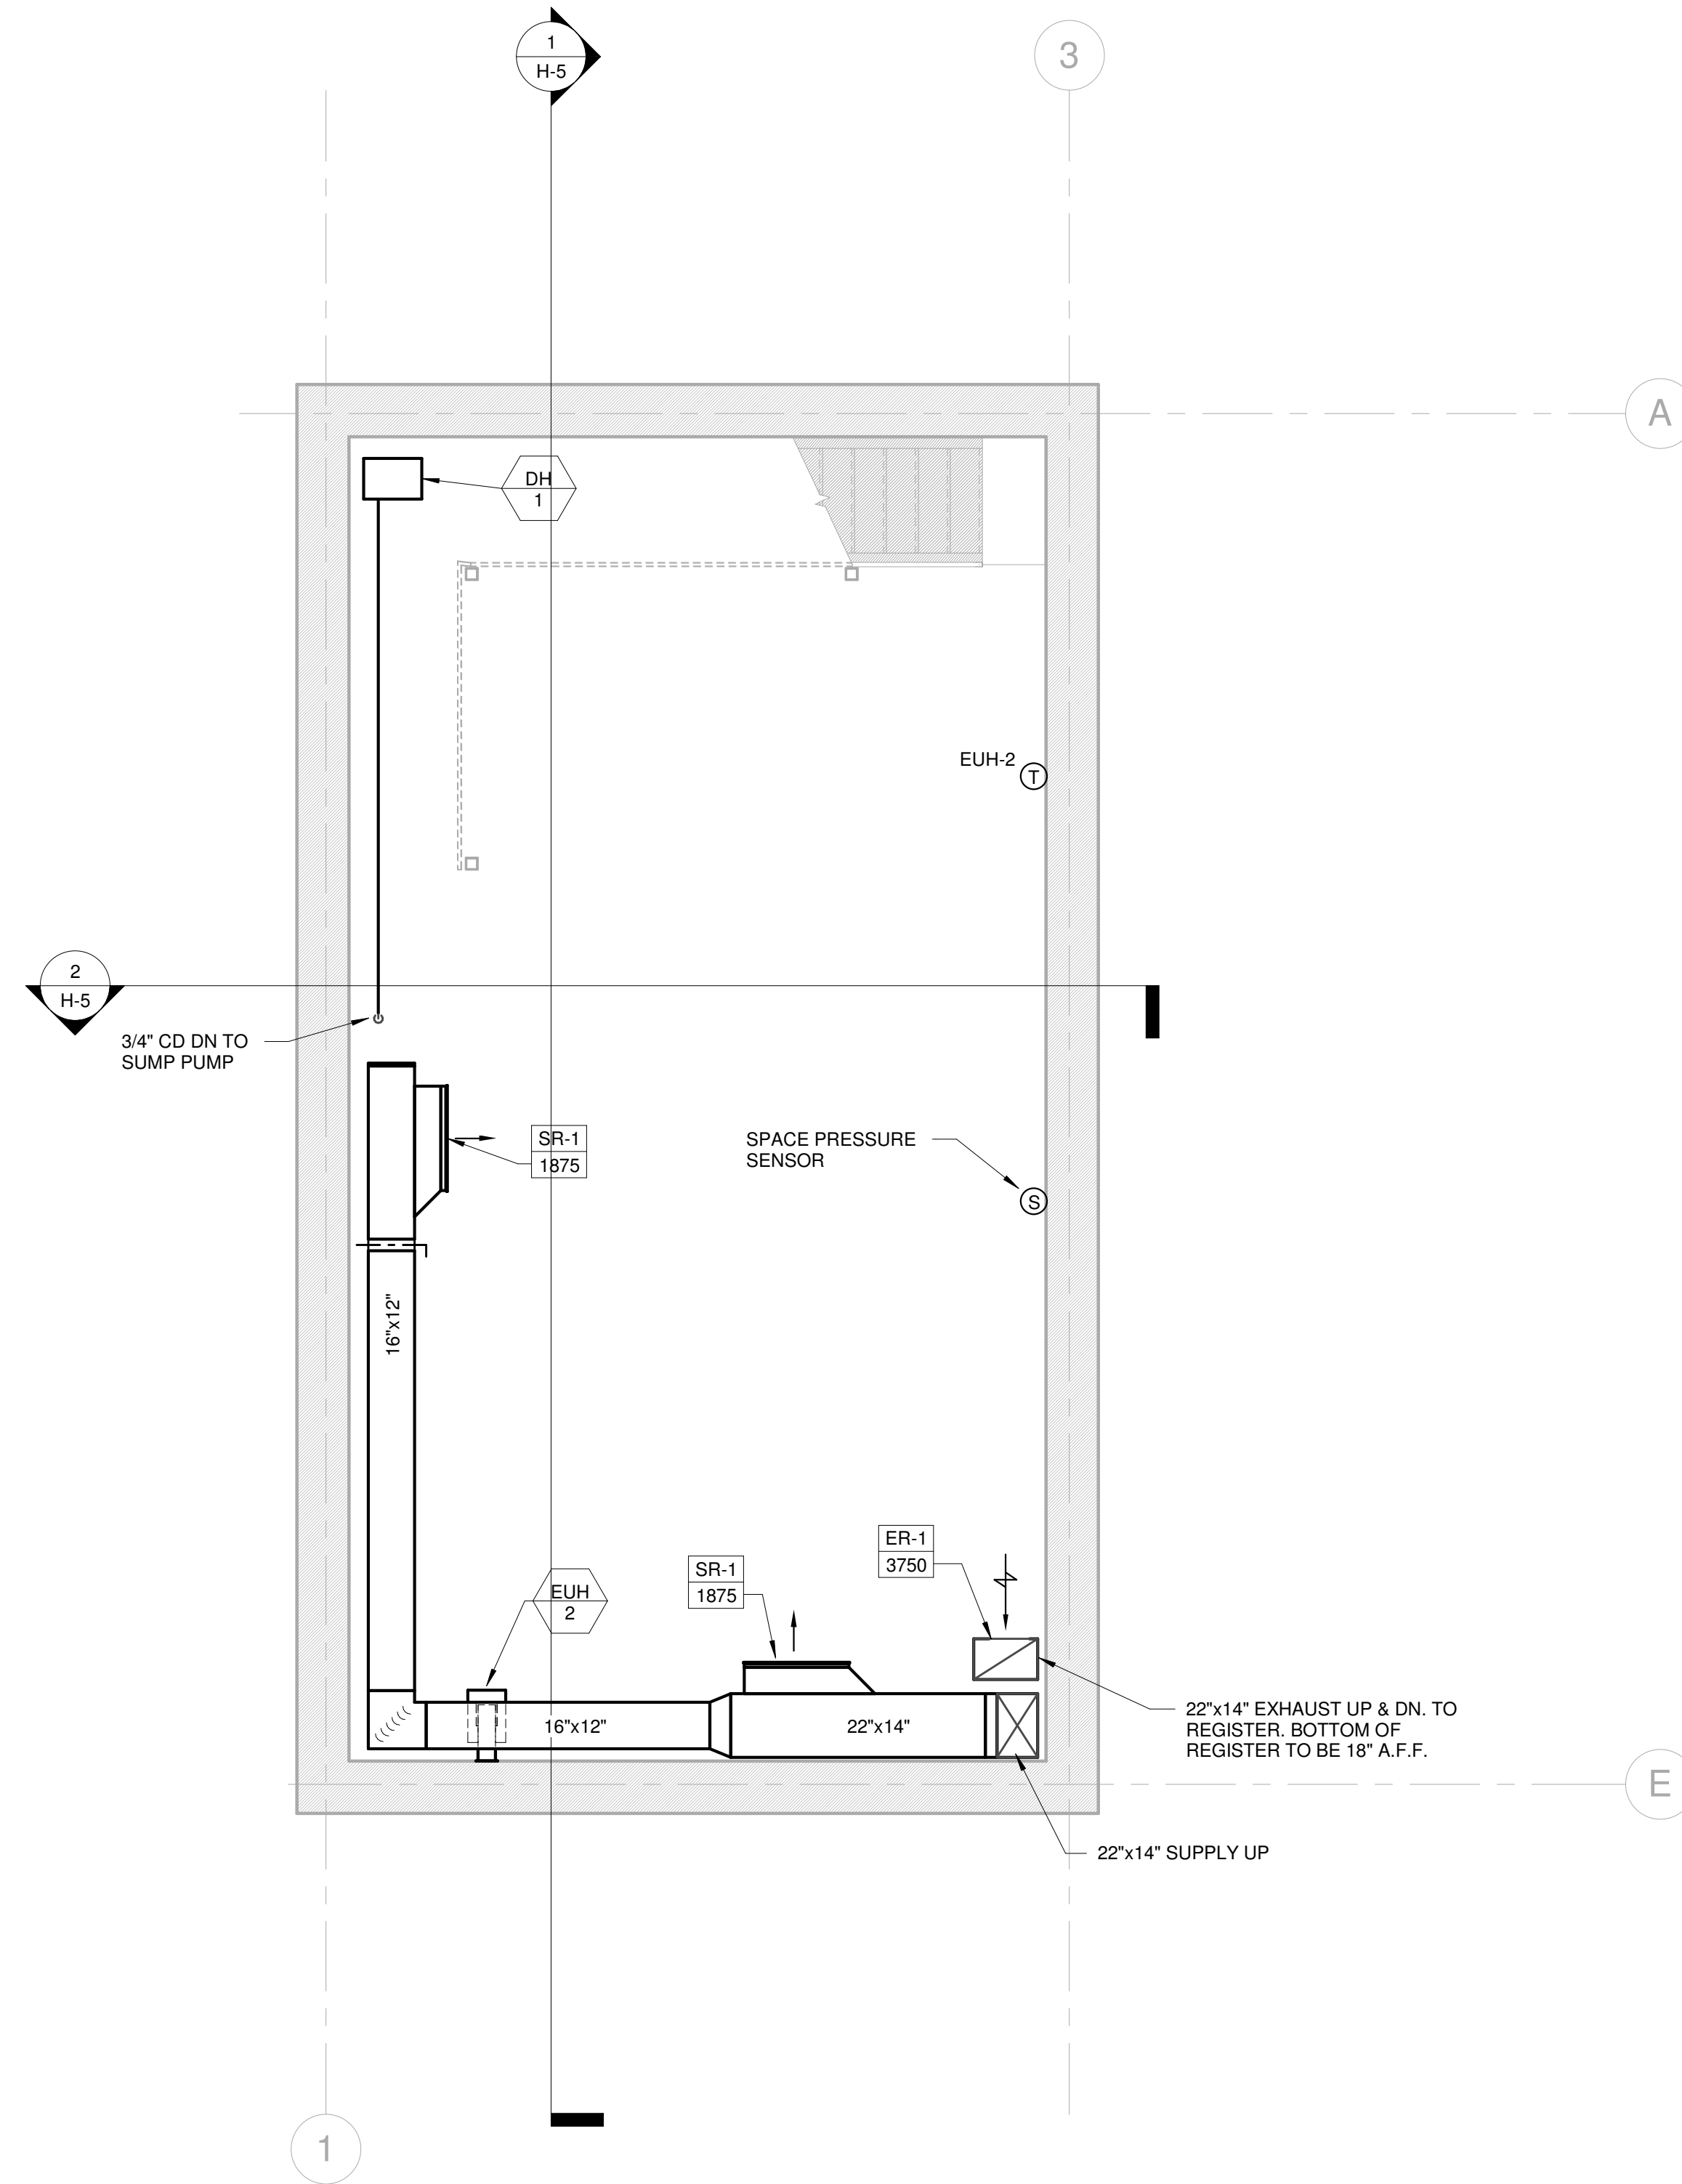 1
H-5
3
A
DH
1
EUH-2
T
2
H-5
3/4" CD DN TO
SUMP PUMP
SR-1
1875
SPACE PRESSURE
SENSOR
S
16"x12"
ER-1
3750
SR-1
1875
EUH
2
16"x12"
22"x14"
22"x14" EXHAUST UP & DN. TO
REGISTER. BOTTOM OF
REGISTER TO BE 18" A.F.F.
E
22"x14" SUPPLY UP
1